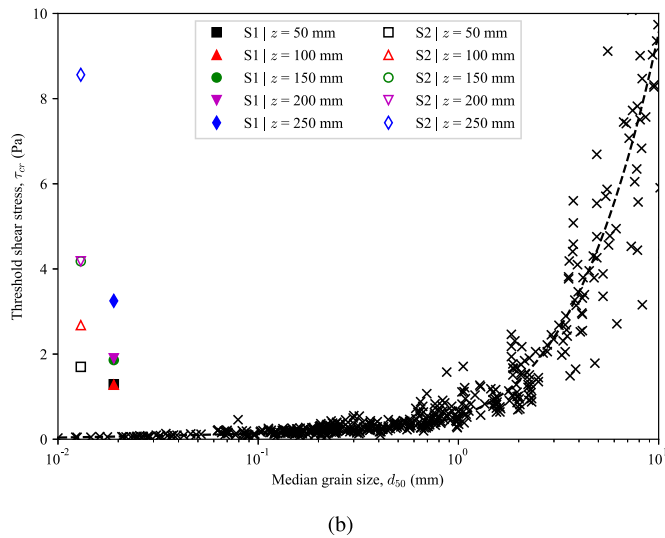 10
S1 | z = 50 mm
S1 | z = 100 mm
S1 | z = 150 mm
S1 | z = 200 mm
S1 | z = 250 mm
S2 | z = 50 mm
S2 | z = 100 mm
S2 | z = 150 mm
S2 | z = 200 mm
S2 | z = 250 mm
8
6
4
2
0
Threshold shear stress, τcr (Pa)
10⁻² 10⁻¹ 10⁰ 10¹
Median grain size, d₅₀ (mm)
(b)